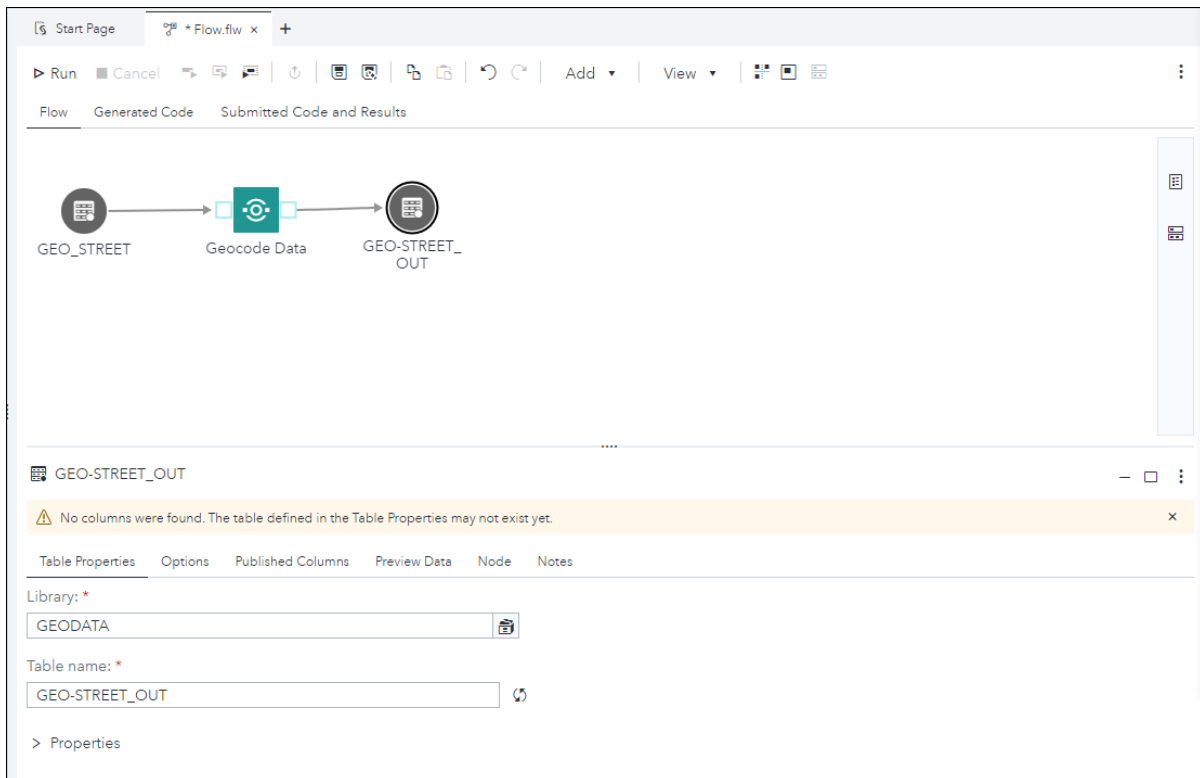 Start Page
* Flow.flw × +
Run Cancel Add View
Flow Generated Code Submitted Code and Results
GEO_STREET
Geocode Data
GEO-STREET_
OUT
GEO-STREET_OUT
No columns were found. The table defined in the Table Properties may not exist yet.
Table Properties Options Published Columns Preview Data Node Notes
Library: *
GEODATA
Table name: *
GEO-STREET_OUT
> Properties